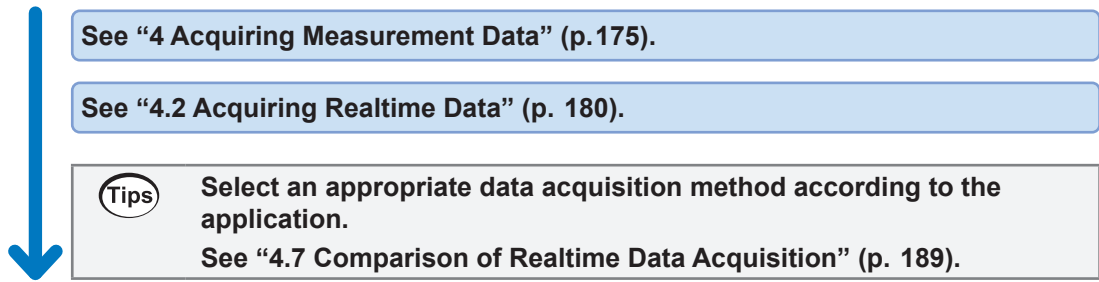 See “4 Acquiring Measurement Data” (p.175).
See “4.2 Acquiring Realtime Data” (p. 180).
Tips
Select an appropriate data acquisition method according to the
application.
See “4.7 Comparison of Realtime Data Acquisition” (p. 189).